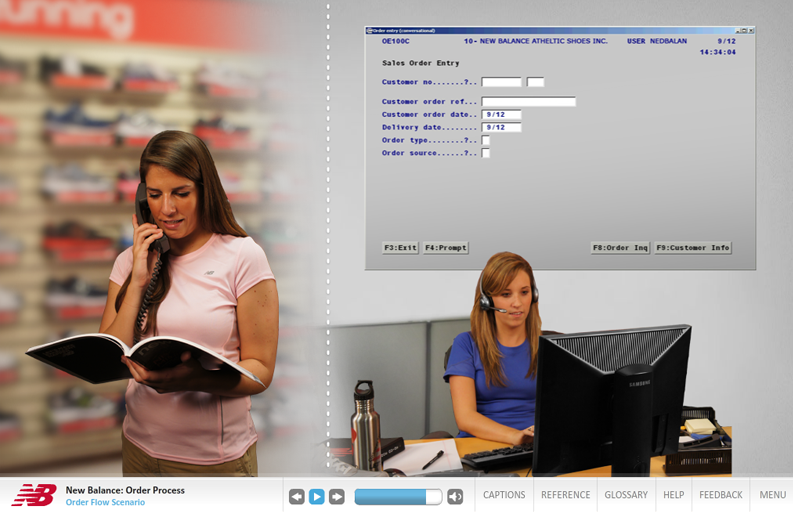 unning
Order entry (conversational)
OE100C 10- NEW BALANCE ATHELTIC SHOES INC. USER NEDBALAN 9/12
14:34:04
Sales Order Entry
Customer no.......?..
Customer order ref...
Customer order date.. 9/12
Delivery date........ 9/12
Order type.......?..
Order source......?..
F3:Exit F4:Prompt F8:Order Inq F9:Customer Info
SAMSUNG
NB
New Balance: Order Process
Order Flow Scenario
CAPTIONS REFERENCE GLOSSARY HELP FEEDBACK MENU